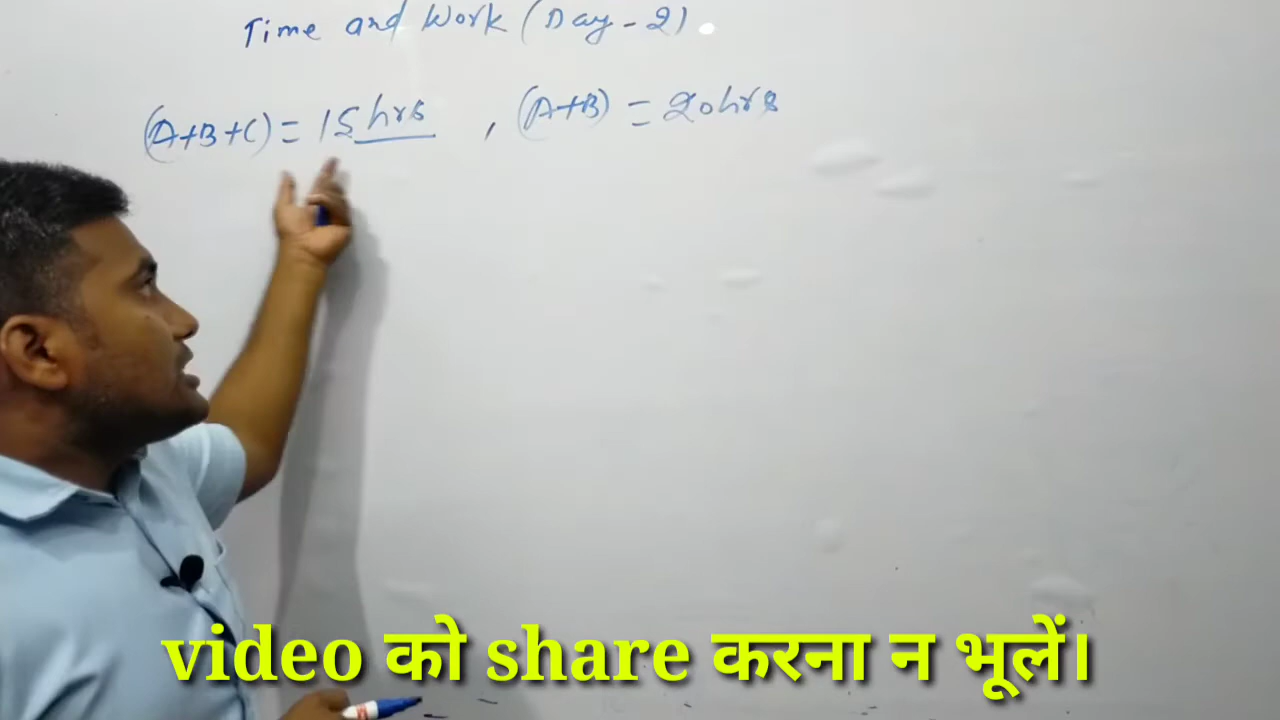 Time and Work (Day - 2).
(A+B+C) = 15 hrs , (A+B) = 20 hrs
video को share करना न भूलें।